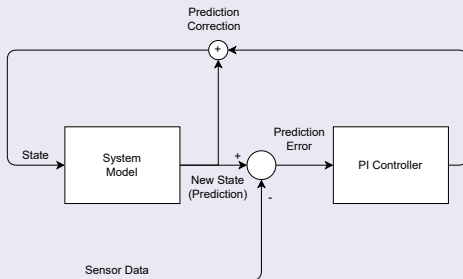 Prediction
Correction
+
State
System
Model
New State
(Prediction)
+
-
Prediction
Error
PI Controller
Sensor Data